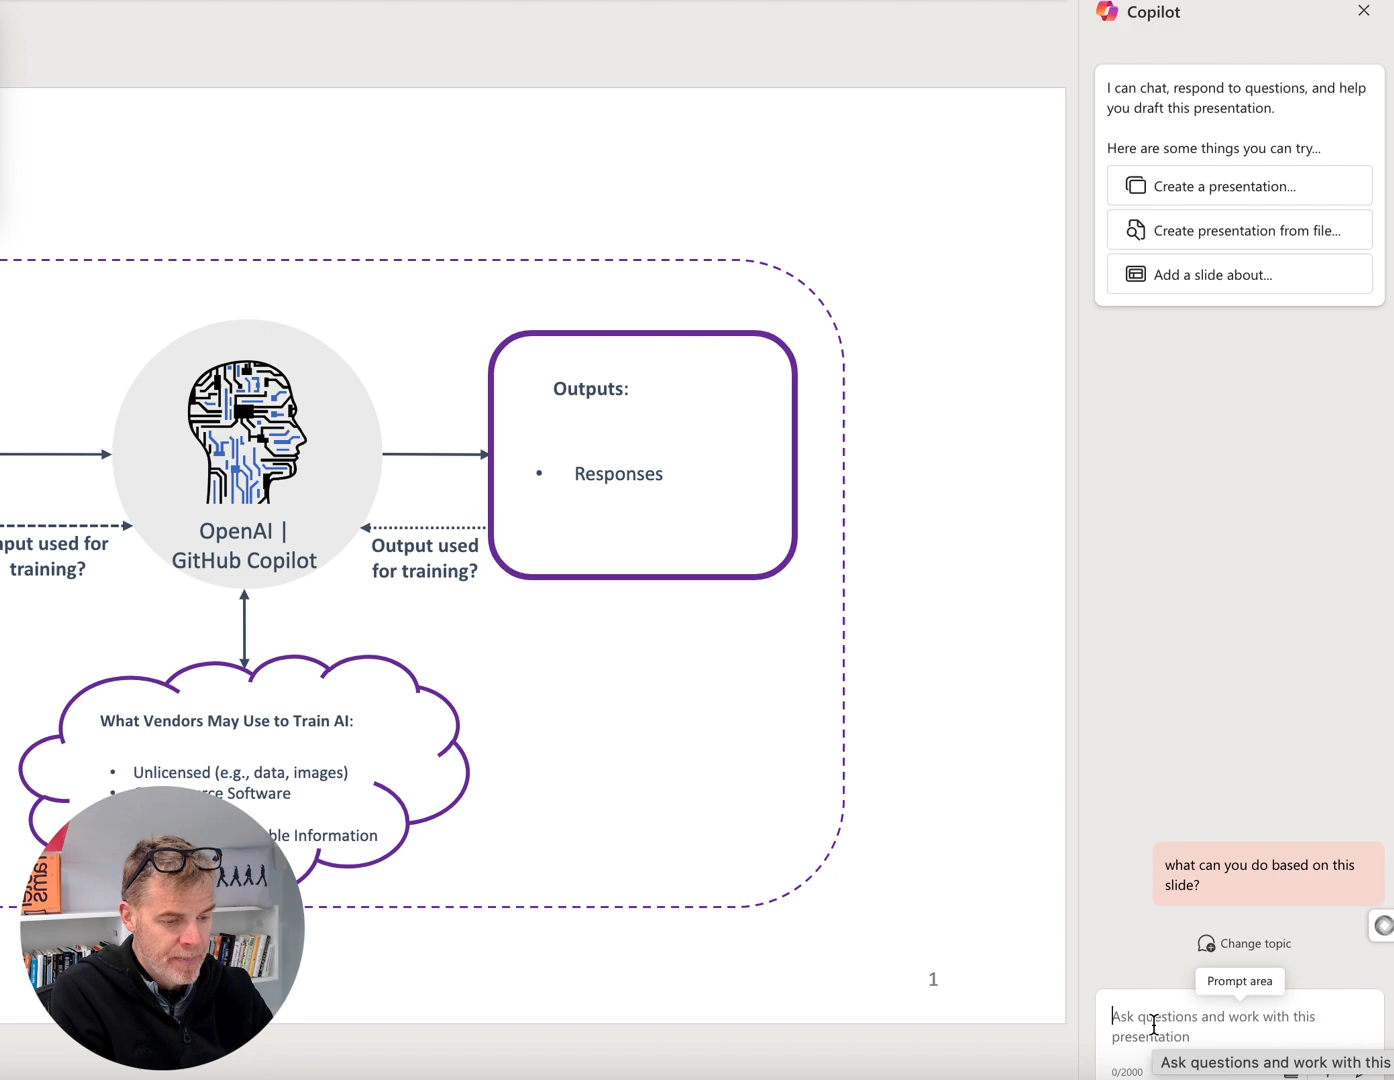 Copilot
I can chat, respond to questions, and help
you draft this presentation.
Here are some things you can try...
Create a presentation...
Create presentation from file...
Add a slide about...
Outputs:
• Responses
OpenAI |
GitHub Copilot
used for
training?
Output used
for training?
What Vendors May Use to Train AI:
• Unlicensed (e.g., data, images)
• Software
Information
what can you do based on this
slide?
Change topic
Prompt area
1
Ask questions and work with this
presentation
Ask questions and work with this
0/2000